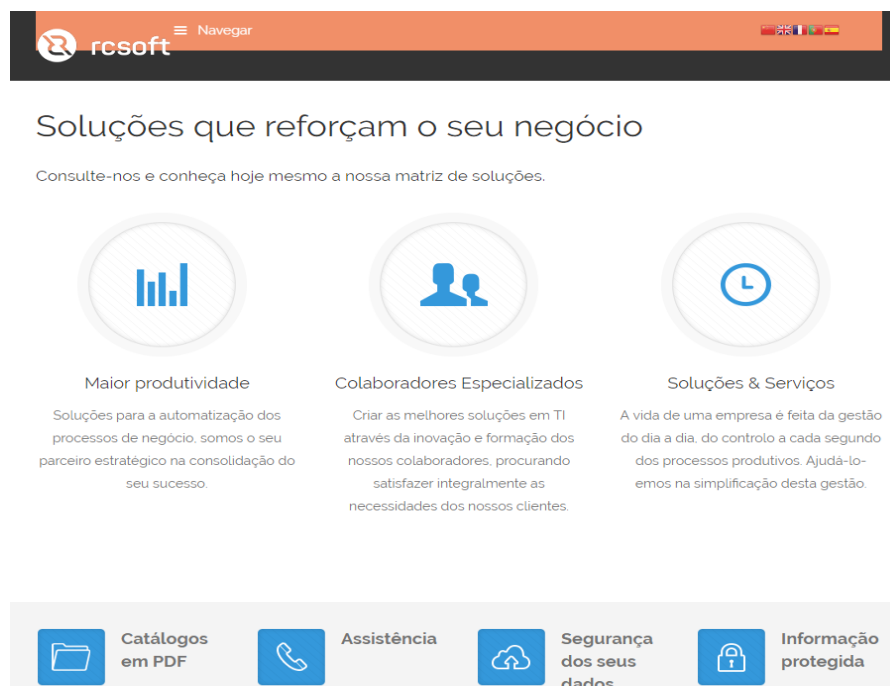 rcsoft
Navegar
Soluções que reforçam o seu negócio
Consulte-nos e conheça hoje mesmo a nossa matriz de soluções.
Maior produtividade
Soluções para a automatização dos
processos de negócio, somos o seu
parceiro estratégico na consolidação do
seu sucesso.
Colaboradores Especializados
Criar as melhores soluções em TI
através da inovação e formação dos
nossos colaboradores, procurando
satisfazer integralmente as
necessidades dos nossos clientes.
Soluções & Serviços
A vida de uma empresa é feita da gestão
do dia a dia, do controlo a cada segundo
dos processos produtivos. Ajudá-lo-
emos na simplificação desta gestão.
Catálogos
em PDF
Assistência
Segurança
dos seus
dados
Informação
protegida